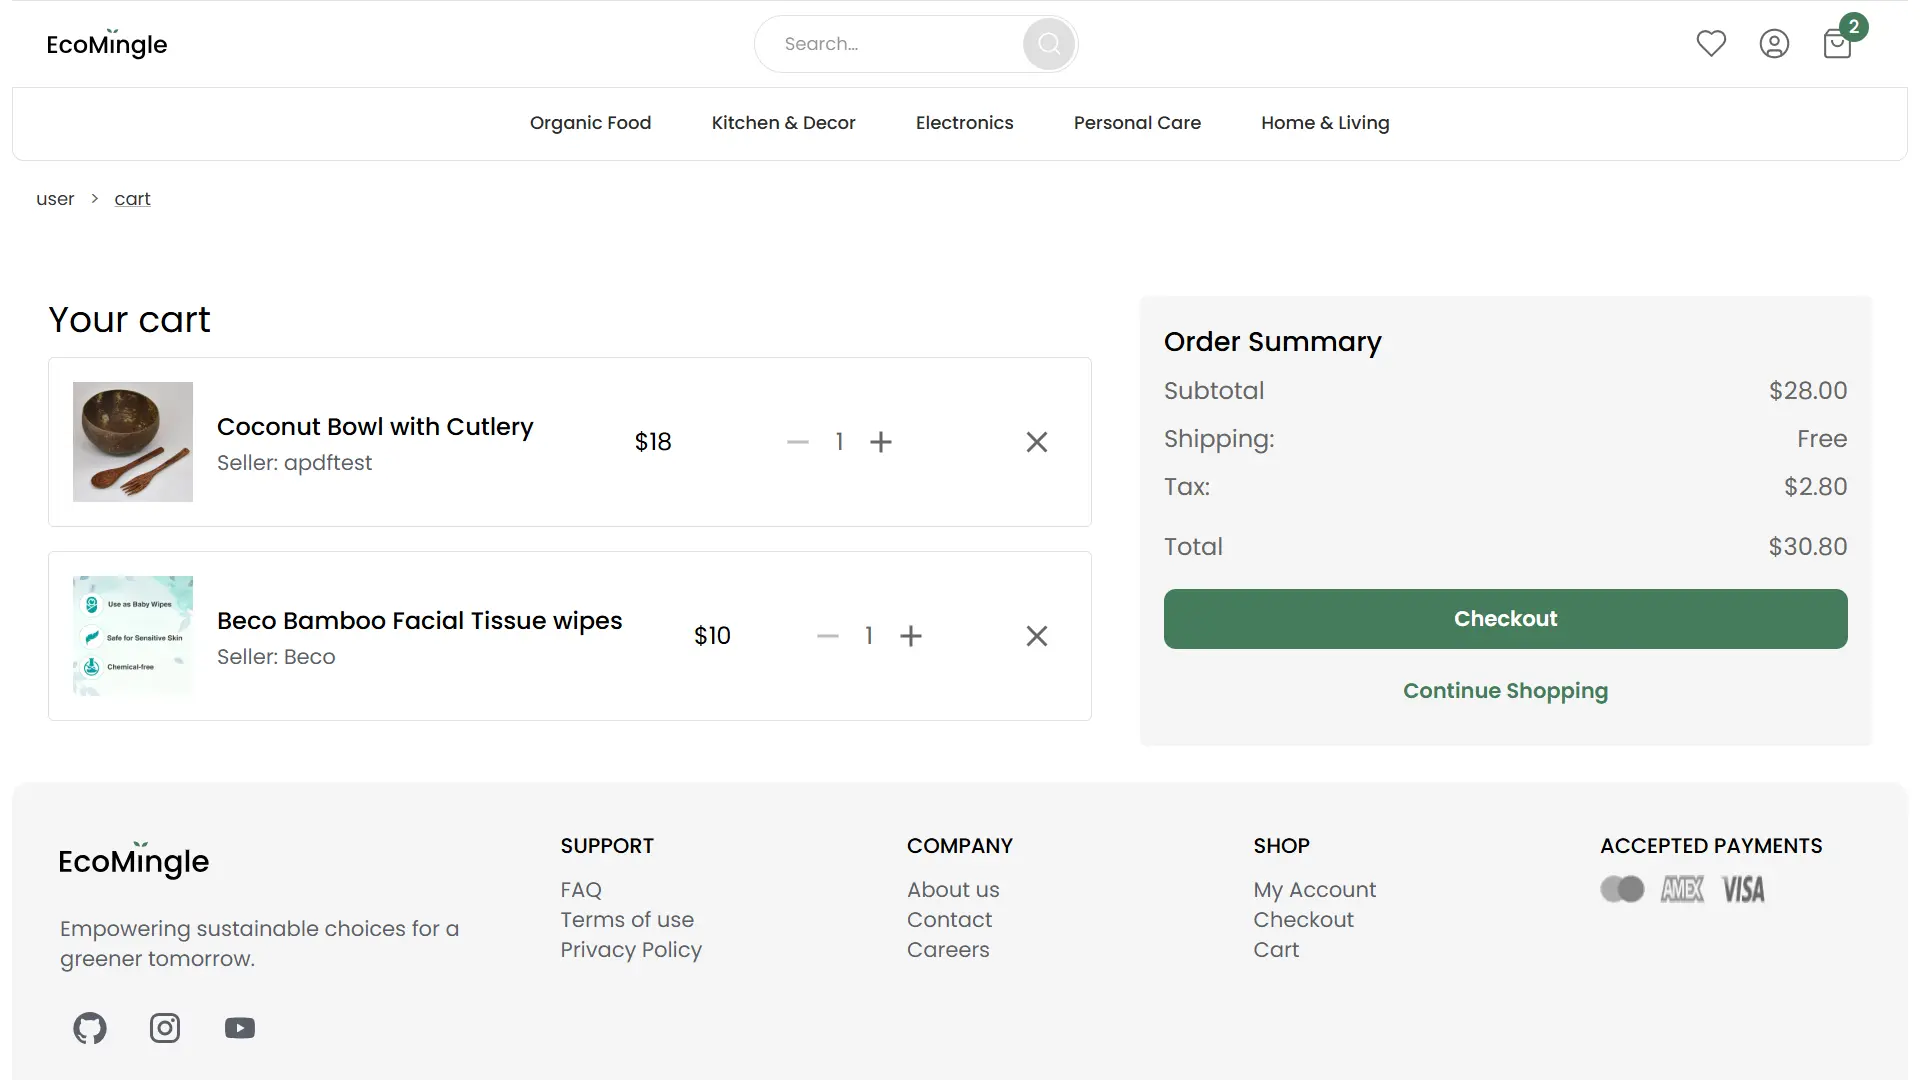 EcoMingle
Search...
2
Organic Food
Kitchen & Decor
Electronics
Personal Care
Home & Living
user > cart
Your cart
Coconut Bowl with Cutlery
Seller: apdftest
$18
1
Use as Baby Wipes
Safe for Sensitive Skin
Chemical-free
Beco Bamboo Facial Tissue wipes
Seller: Beco
$10
1
Order Summary
Subtotal $28.00
Shipping: Free
Tax: $2.80
Total $30.80
Checkout
Continue Shopping
EcoMingle
Empowering sustainable choices for a
greener tomorrow.
SUPPORT
FAQ
Terms of use
Privacy Policy
COMPANY
About us
Contact
Careers
SHOP
My Account
Checkout
Cart
ACCEPTED PAYMENTS
AMEX
VISA